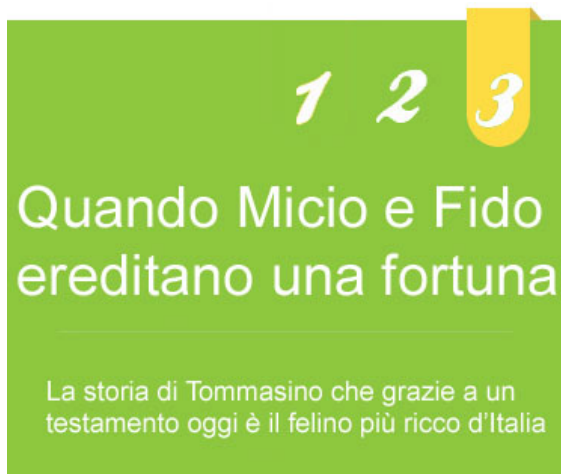 1 2 3
Quando Micio e Fido
ereditano una fortuna
La storia di Tommasino che grazie a un
testamento oggi è il felino più ricco d'Italia